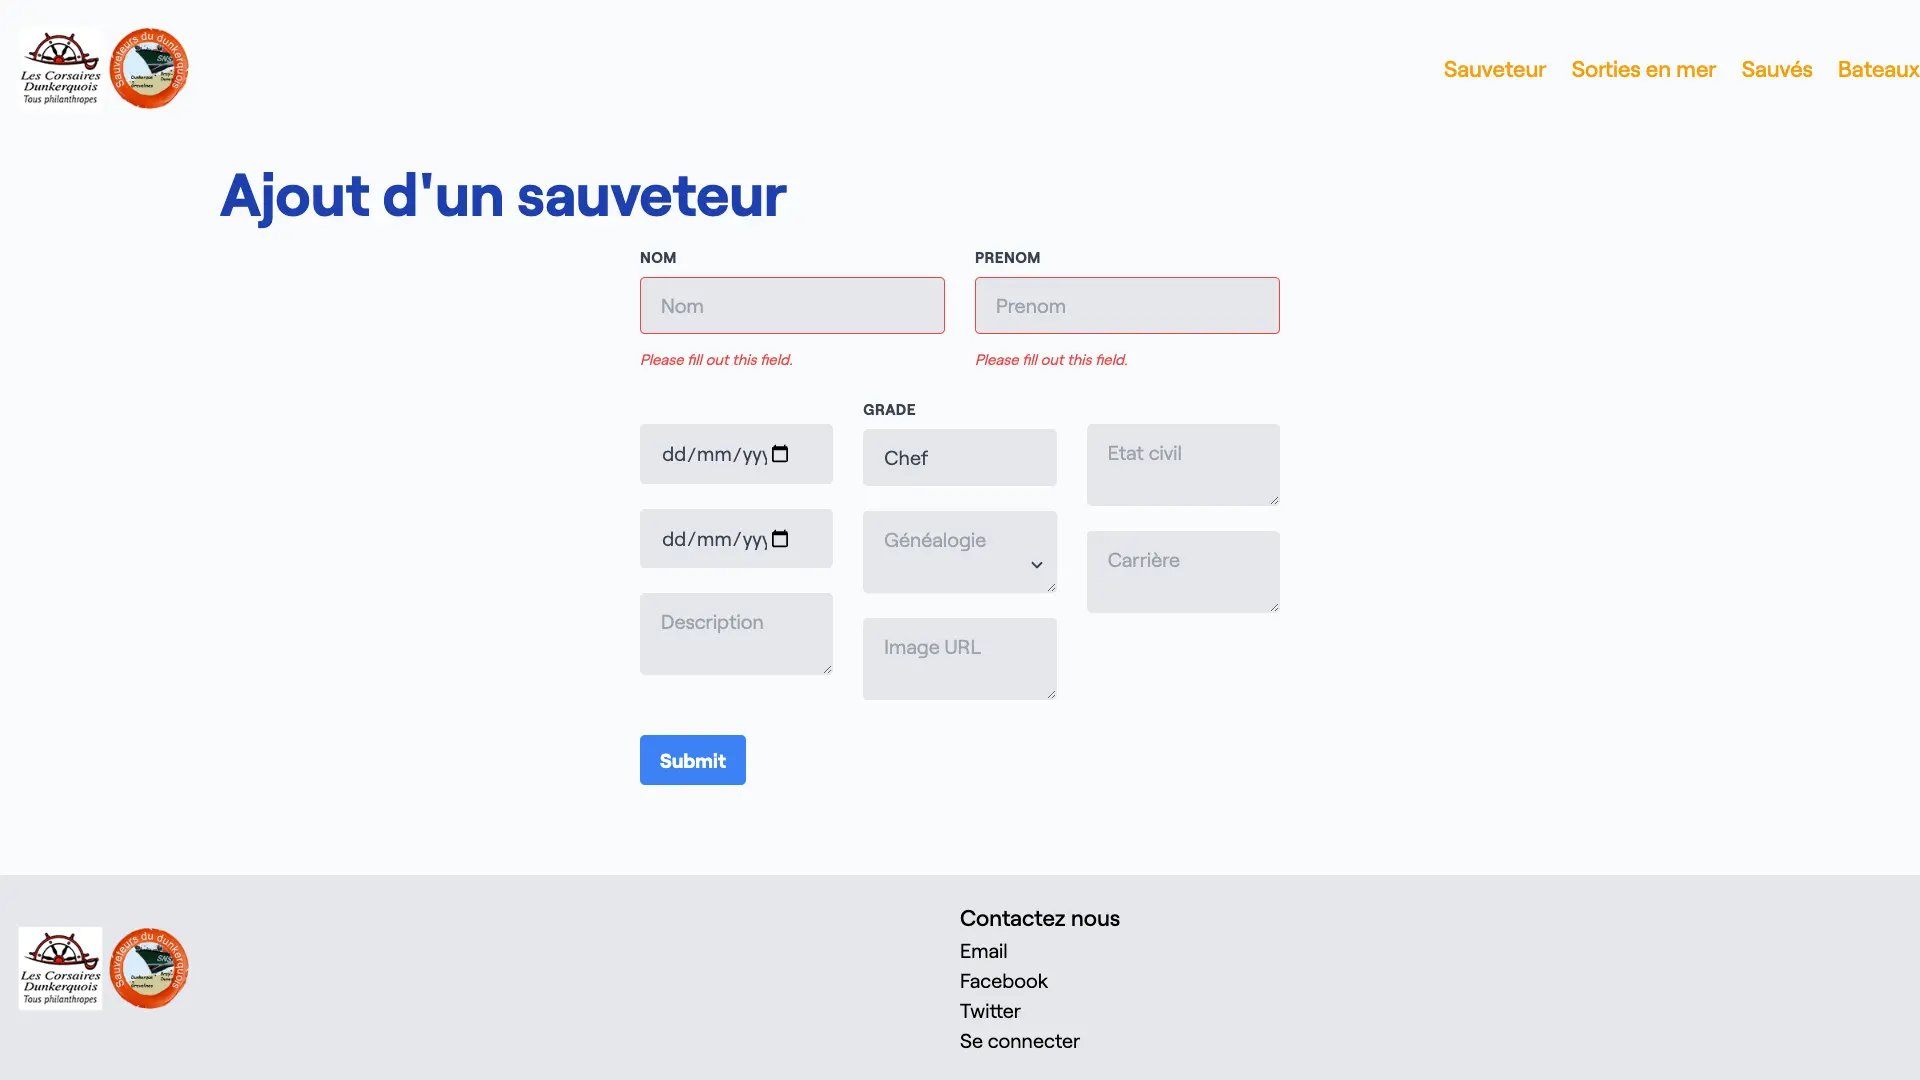 Les Corsaires
Dunkerquois
Tous philanthropes
Sauveteurs du dunkerquois
Sauveteur
Sorties en mer
Sauvés
Bateaux
Ajout d'un sauveteur
NOM
PRENOM
Nom
Prenom
Please fill out this field.
Please fill out this field.
GRADE
dd/mm/yyy
Chef
Etat civil
dd/mm/yyy
Généalogie
Carrière
Description
Image URL
Submit
Contactez nous
Email
Facebook
Twitter
Se connecter
Les Corsaires
Dunkerquois
Tous philanthropes
Sauveteurs du dunkerquois